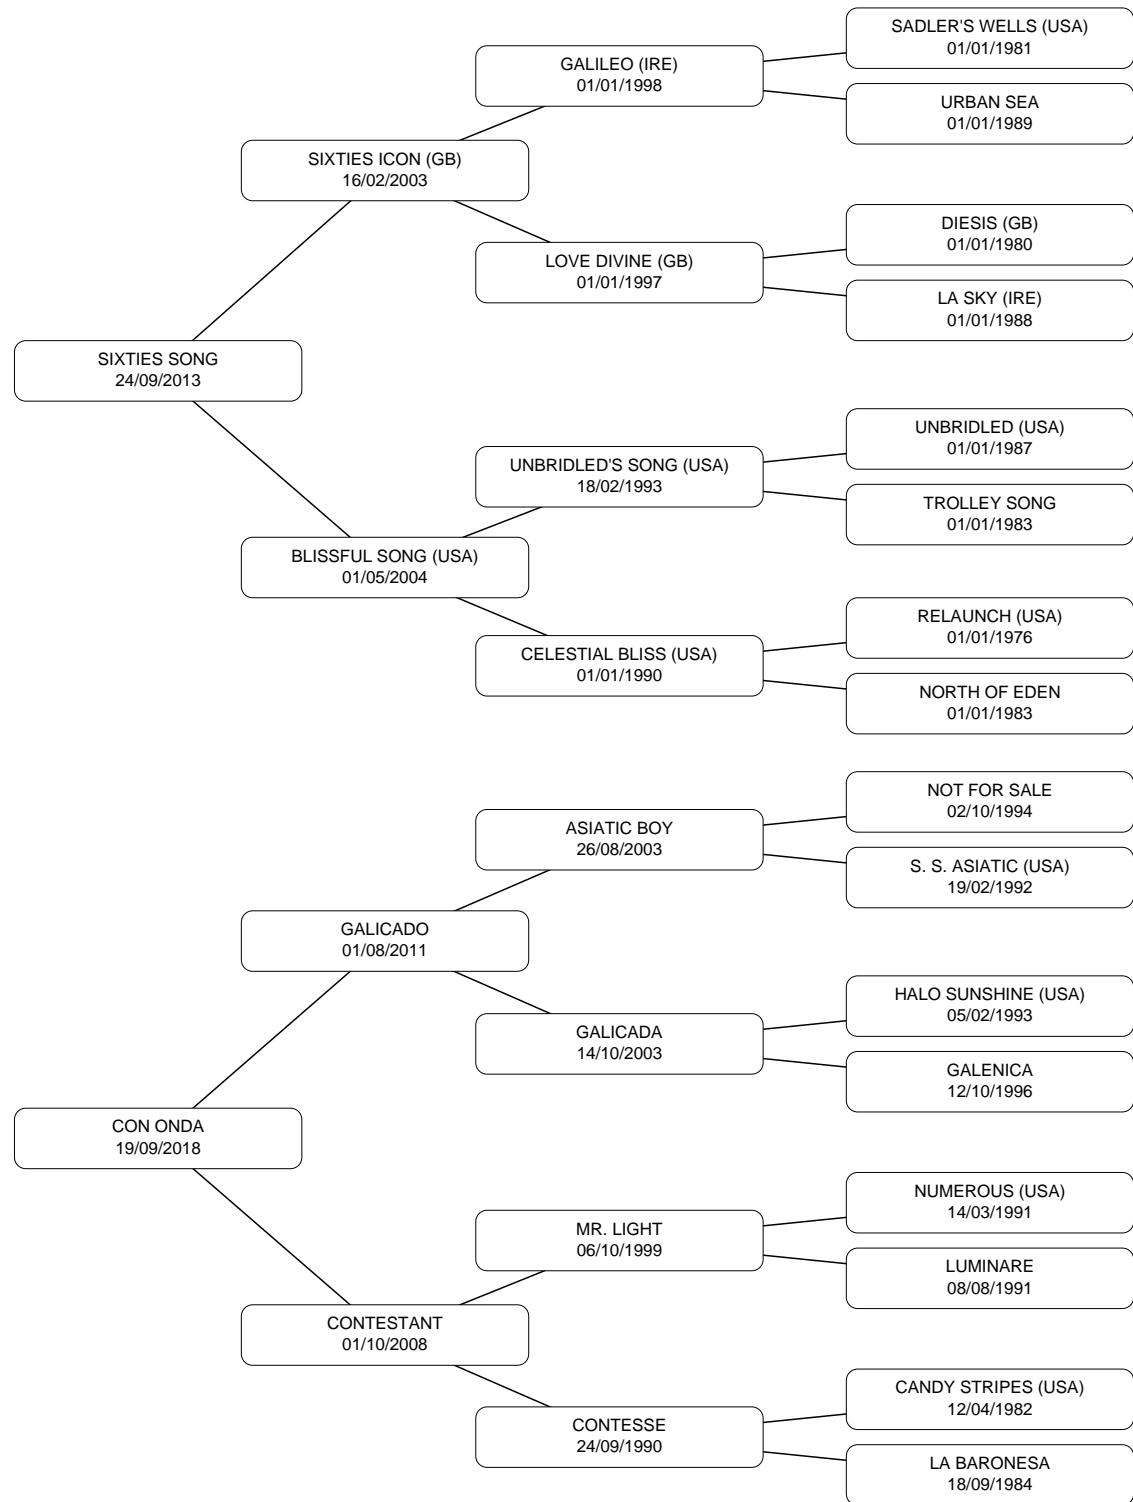 SADLER'S WELLS (USA)
01/01/1981
GALILEO (IRE)
01/01/1998
URBAN SEA
01/01/1989
SIXTIES ICON (GB)
16/02/2003
DIESIS (GB)
01/01/1980
LOVE DIVINE (GB)
01/01/1997
LA SKY (IRE)
01/01/1988
SIXTIES SONG
24/09/2013
UNBRIDLED (USA)
01/01/1987
UNBRIDLED'S SONG (USA)
18/02/1993
TROLLEY SONG
01/01/1983
BLISSFUL SONG (USA)
01/05/2004
RELAUNCH (USA)
01/01/1976
CELESTIAL BLISS (USA)
01/01/1990
NORTH OF EDEN
01/01/1983
NOT FOR SALE
02/10/1994
ASIATIC BOY
26/08/2003
S. S. ASIATIC (USA)
19/02/1992
GALICADO
01/08/2011
HALO SUNSHINE (USA)
05/02/1993
GALICADA
14/10/2003
GALENICA
12/10/1996
CON ONDA
19/09/2018
NUMEROUS (USA)
14/03/1991
MR. LIGHT
06/10/1999
LUMINARE
08/08/1991
CONTESTANT
01/10/2008
CANDY STRIPES (USA)
12/04/1982
CONTESSE
24/09/1990
LA BARONESA
18/09/1984